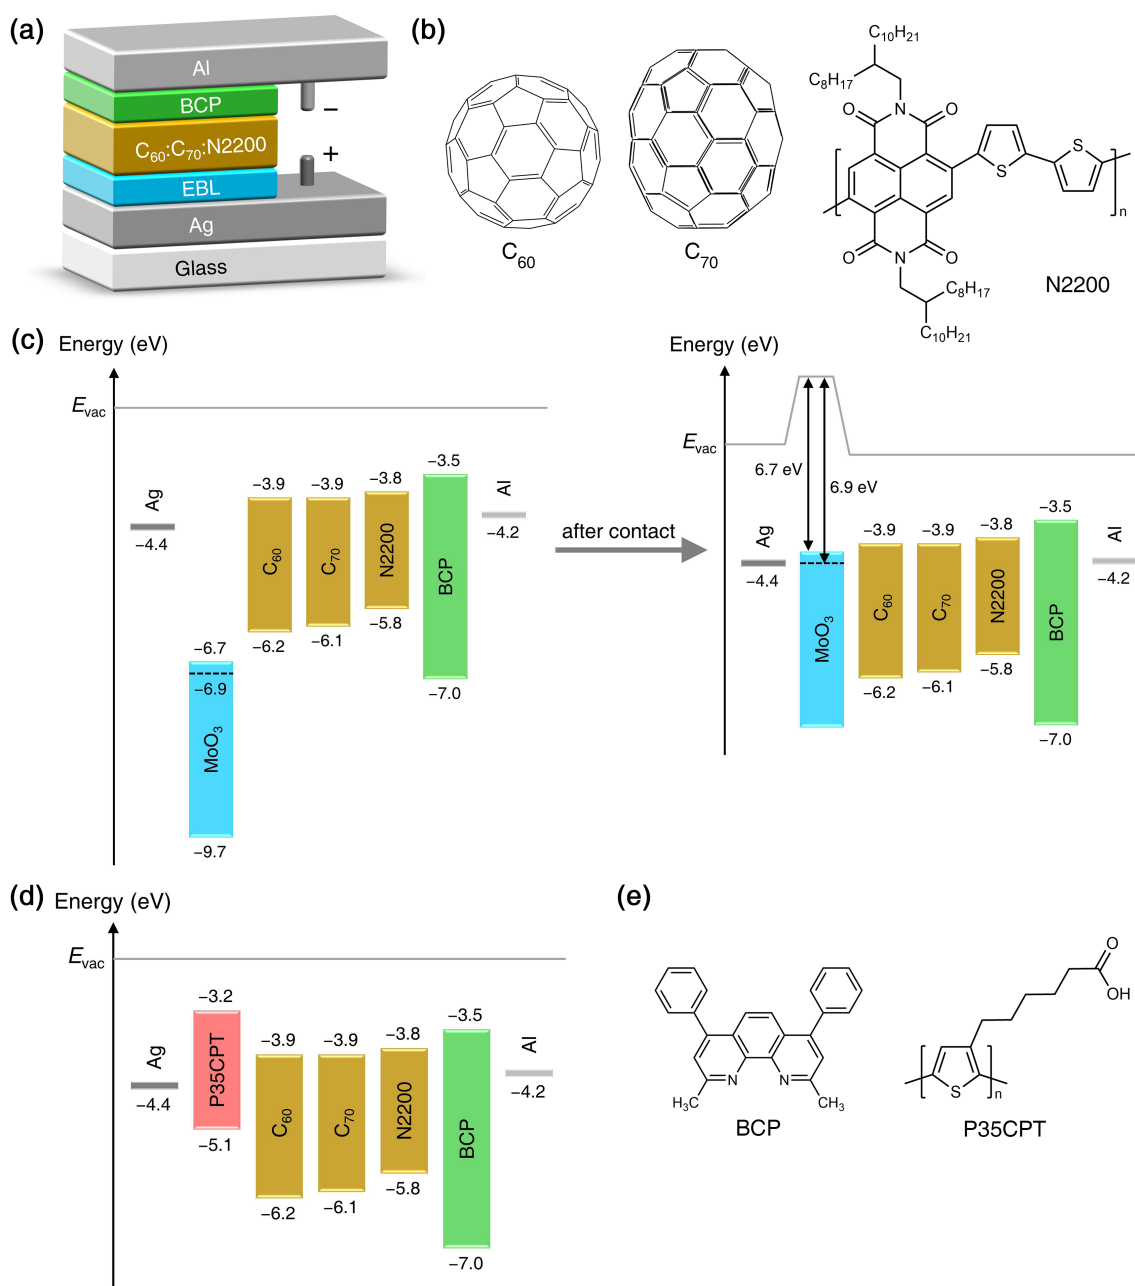 (a)
Al
BCP
−
C₆₀:C₇₀:N2200
+
EBL
Ag
Glass
(b)
C₆₀
C₇₀
C₁₀H₂₁
C₈H₁₇
O
N
O
S
S
n
O
N
O
C₈H₁₇
C₁₀H₂₁
N2200
(c)
Energy (eV)
E_vac
Ag
−4.4
−6.7
−6.9
MoO₃
−9.7
−3.9
C₆₀
−6.2
−3.9
C₇₀
−6.1
−3.8
N2200
−5.8
−3.5
BCP
−7.0
Al
−4.2
after contact
Energy (eV)
E_vac
6.7 eV
6.9 eV
Ag
−4.4
MoO₃
−3.9
C₆₀
−6.2
−3.9
C₇₀
−6.1
−3.8
N2200
−5.8
−3.5
BCP
−7.0
Al
−4.2
(d)
Energy (eV)
E_vac
Ag
−4.4
−3.2
P35CPT
−5.1
−3.9
C₆₀
−6.2
−3.9
C₇₀
−6.1
−3.8
N2200
−5.8
−3.5
BCP
−7.0
Al
−4.2
(e)
N
N
H₃C
CH₃
BCP
O
OH
S
n
P35CPT